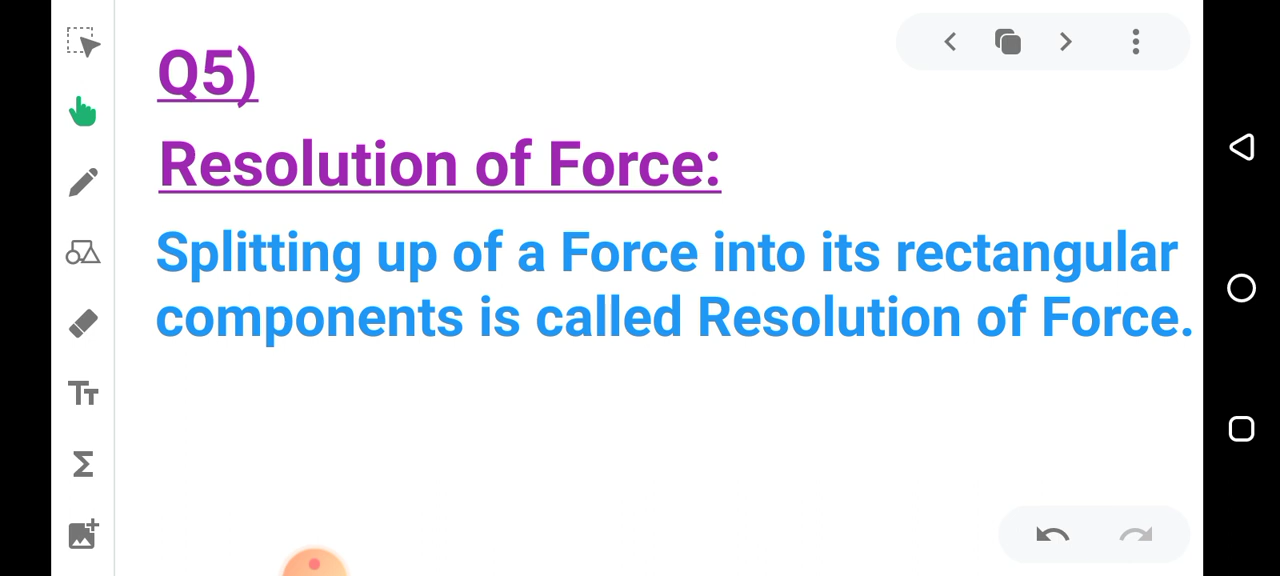 Q5)
Resolution of Force:
Splitting up of a Force into its rectangular
components is called Resolution of Force.